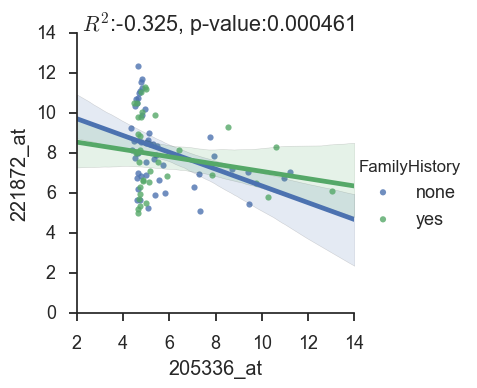 R²:-0.325, p-value:0.000461
14
12
10
8
6
4
2
0
221872_at
2 4 6 8 10 12 14
205336_at
FamilyHistory
none
yes